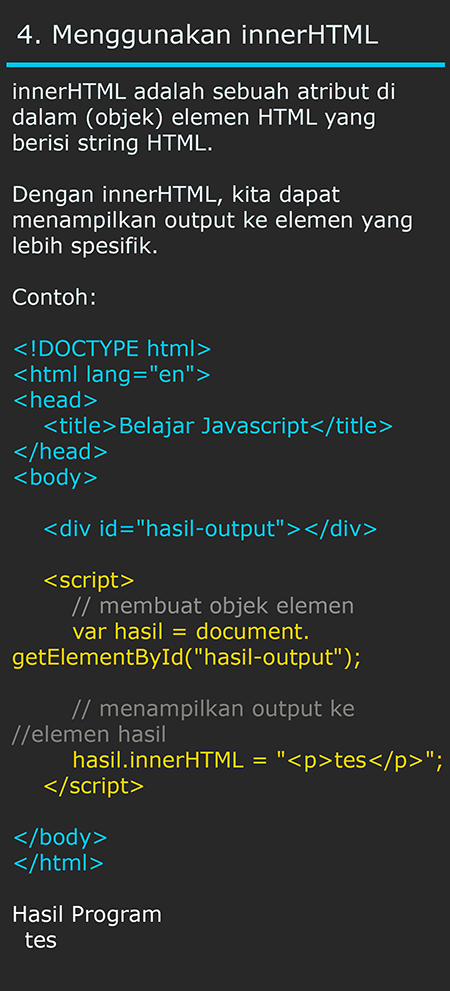 4. Menggunakan innerHTML
innerHTML adalah sebuah atribut di
dalam (objek) elemen HTML yang
berisi string HTML.
Dengan innerHTML, kita dapat
menampilkan output ke elemen yang
lebih spesifik.
Contoh:
<!DOCTYPE html>
<html lang="en">
<head>
<title>Belajar Javascript</title>
</head>
<body>
<div id="hasil-output"></div>
<script>
// membuat objek elemen
var hasil = document.
getElementById("hasil-output");
// menampilkan output ke
//elemen hasil
hasil.innerHTML = "<p>tes</p>";
</script>
</body>
</html>
Hasil Program
tes